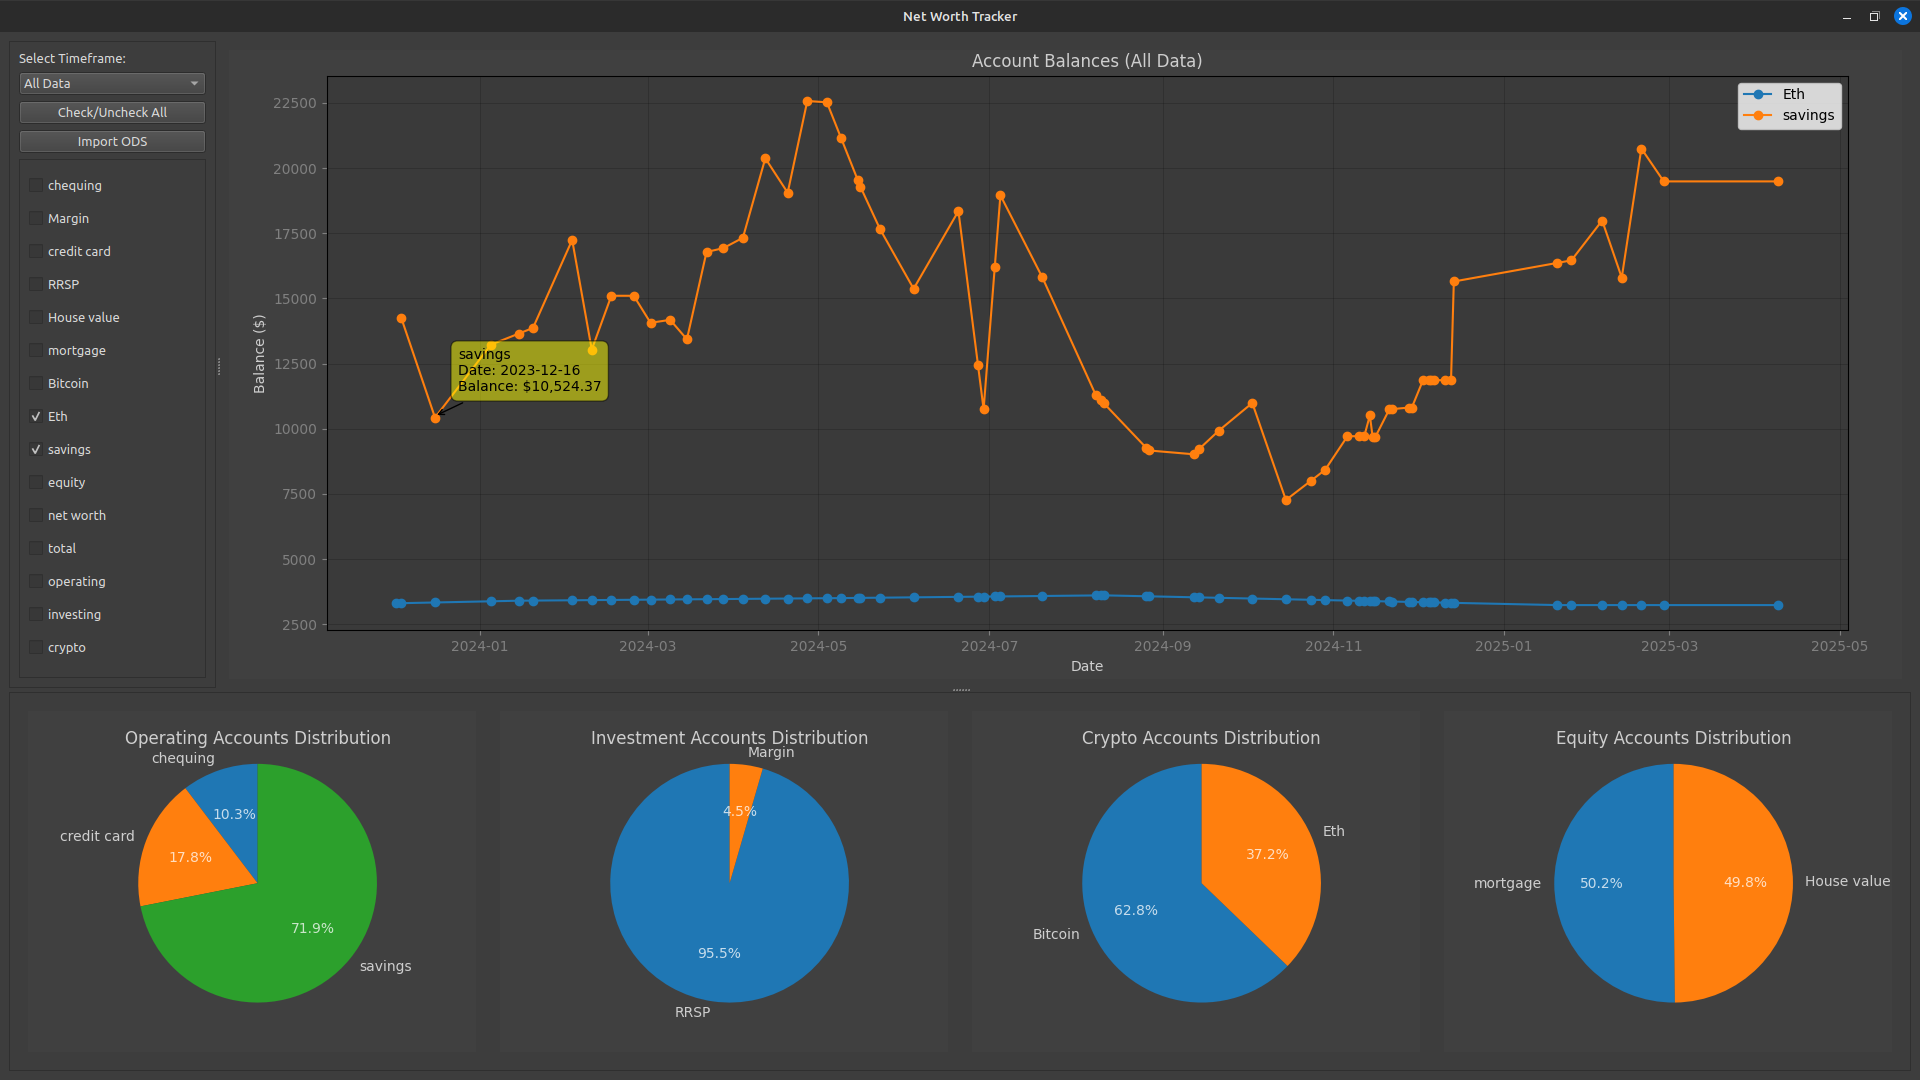 Net Worth Tracker
Select Timeframe:
All Data
Check/Uncheck All
Import ODS
chequing
Margin
credit card
RRSP
House value
mortgage
Bitcoin
Eth
savings
equity
net worth
total
operating
investing
crypto
Account Balances (All Data)
Balance ($)
22500
20000
17500
15000
12500
10000
7500
5000
2500
Eth
savings
savings
Date: 2023-12-16
Balance: $10,524.37
2024-01
2024-03
2024-05
2024-07
2024-09
2024-11
2025-01
2025-03
2025-05
Date
Operating Accounts Distribution
chequing
10.3%
credit card
17.8%
71.9%
savings
Investment Accounts Distribution
Margin
4.5%
95.5%
RRSP
Crypto Accounts Distribution
Eth
37.2%
62.8%
Bitcoin
Equity Accounts Distribution
mortgage
50.2%
49.8%
House value